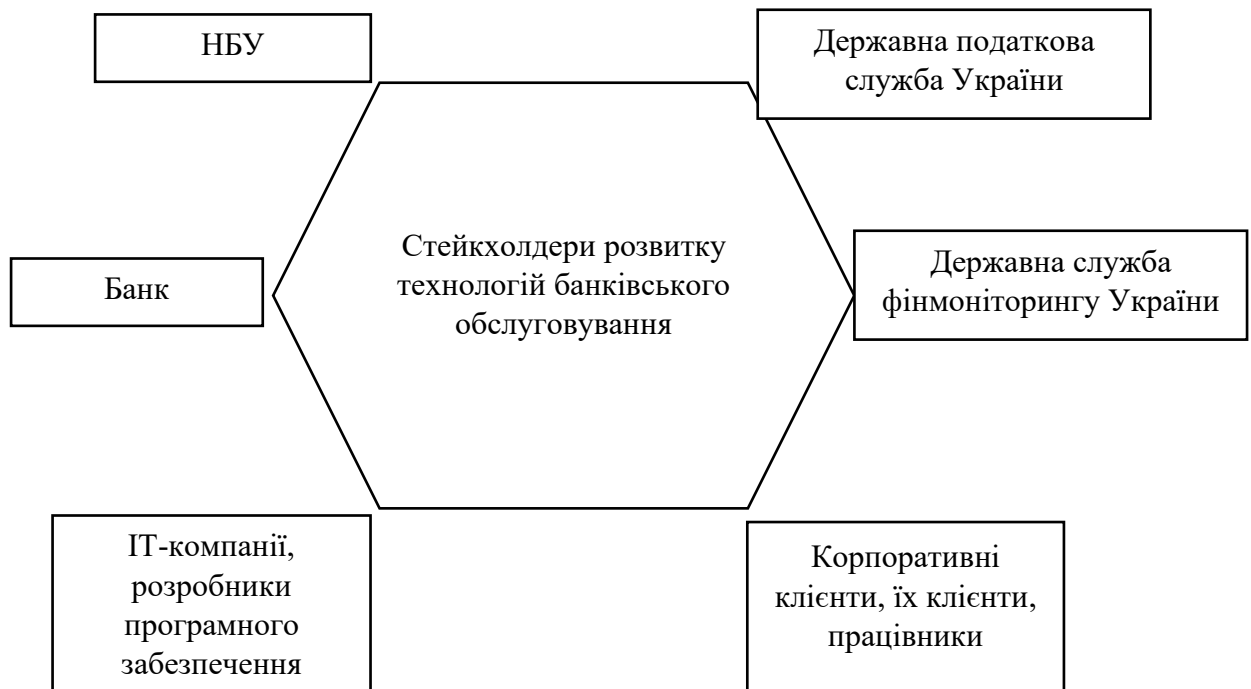 НБУ
Державна податкова
служба України
Стейкхолдери розвитку
технологій банківського
обслуговування
Банк
Державна служба
фінмоніторингу України
ІТ-компанії,
розробники
програмного
забезпечення
Корпоративні
клієнти, їх клієнти,
працівники